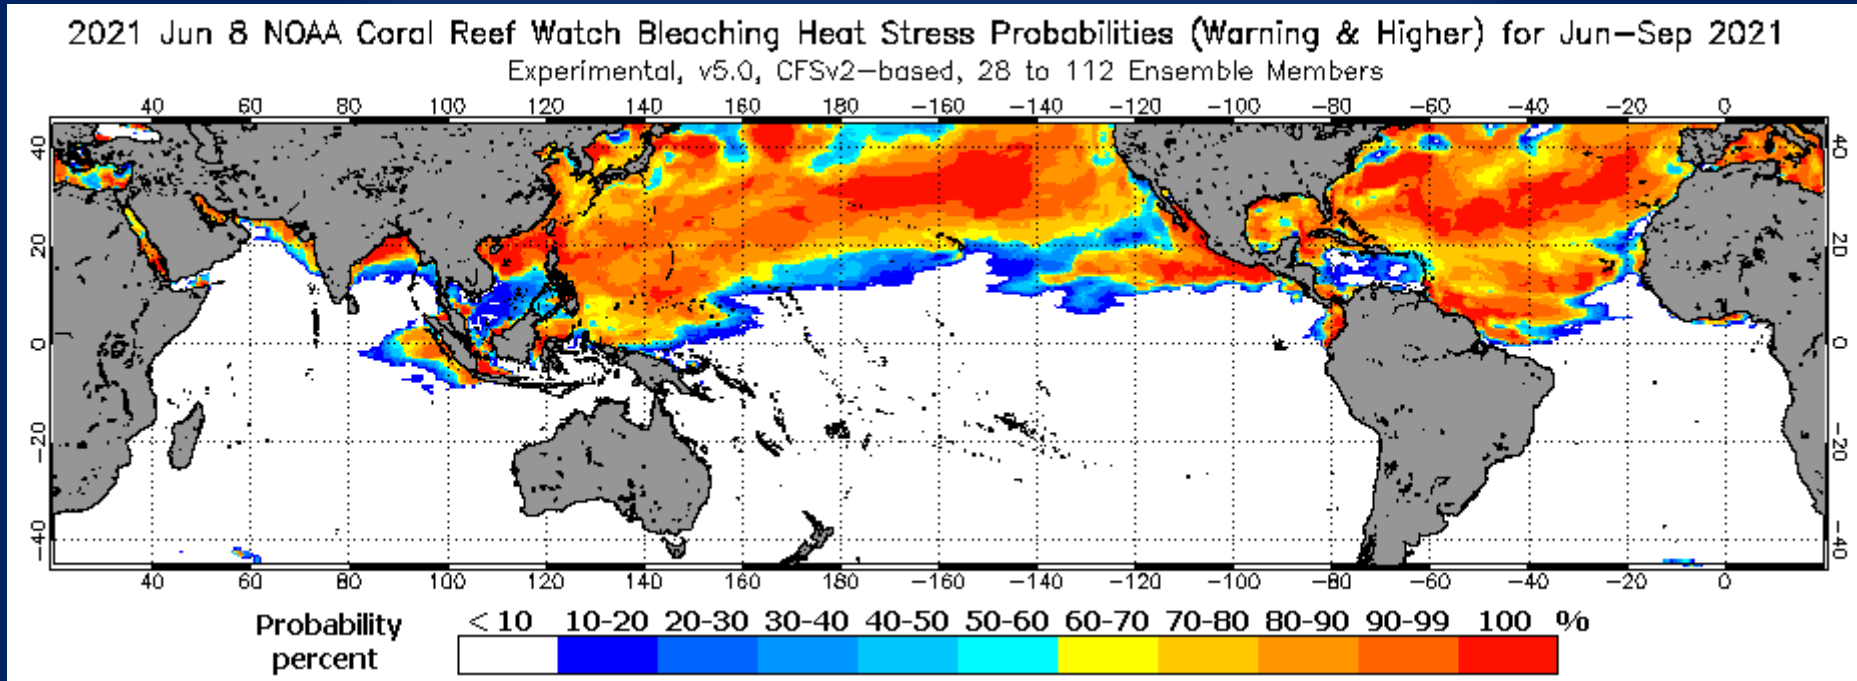 2021 Jun 8 NOAA Coral Reef Watch Bleaching Heat Stress Probabilities (Warning & Higher) for Jun-Sep 2021
Experimental, v5.0, CFSv2-based, 28 to 112 Ensemble Members
40 60 80 100 120 140 160 180 -160 -140 -120 -100 -80 -60 -40 -20 0
40 40
20 20
0 0
-20 -20
-40 -40
40 60 80 100 120 140 160 180 -160 -140 -120 -100 -80 -60 -40 -20 0
Probability percent
< 10 10-20 20-30 30-40 40-50 50-60 60-70 70-80 80-90 90-99 100 %